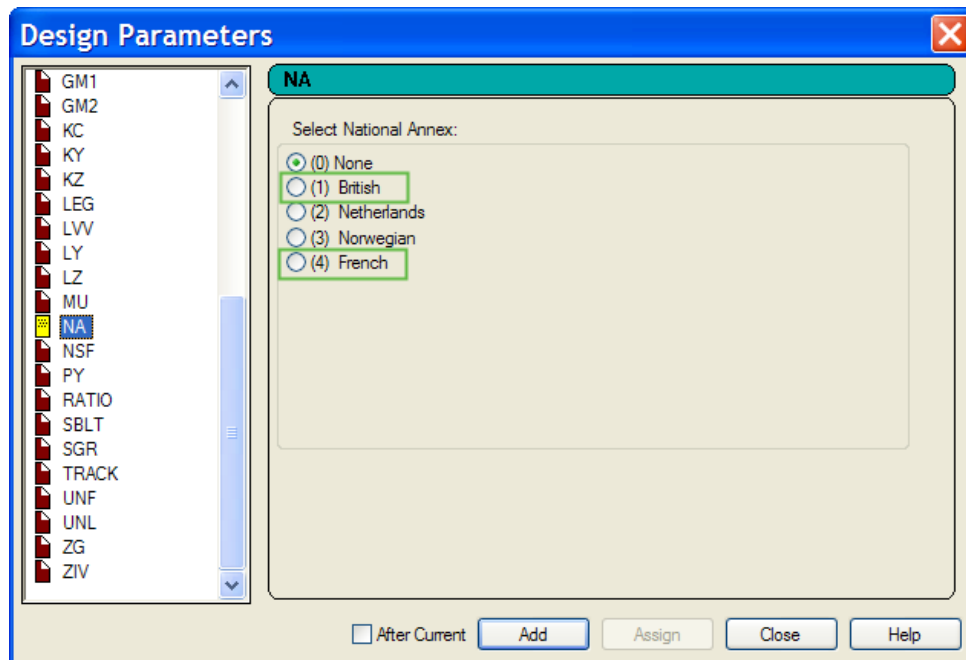 Design Parameters
GM1
GM2
KC
KY
KZ
LEG
LVV
LY
LZ
MU
NA
NSF
PY
RATIO
SBLT
SGR
TRACK
UNF
UNL
ZG
ZIV
NA
Select National Annex:
(0) None
(1) British
(2) Netherlands
(3) Norwegian
(4) French
After Current
Add
Assign
Close
Help